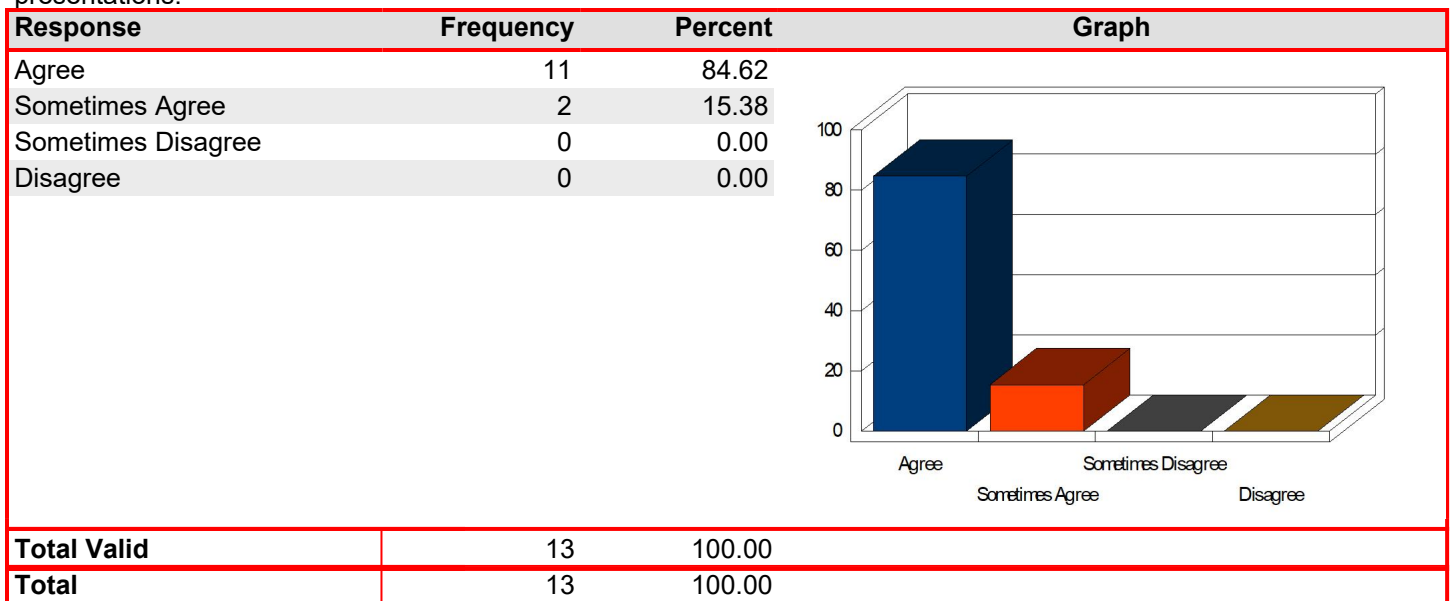 presentations.
Response Frequency Percent Graph
Agree 11 84.62
Sometimes Agree 2 15.38
Sometimes Disagree 0 0.00
Disagree 0 0.00
100
80
60
40
20
0
Agree Sometimes Disagree
Sometimes Agree Disagree
Total Valid 13 100.00
Total 13 100.00